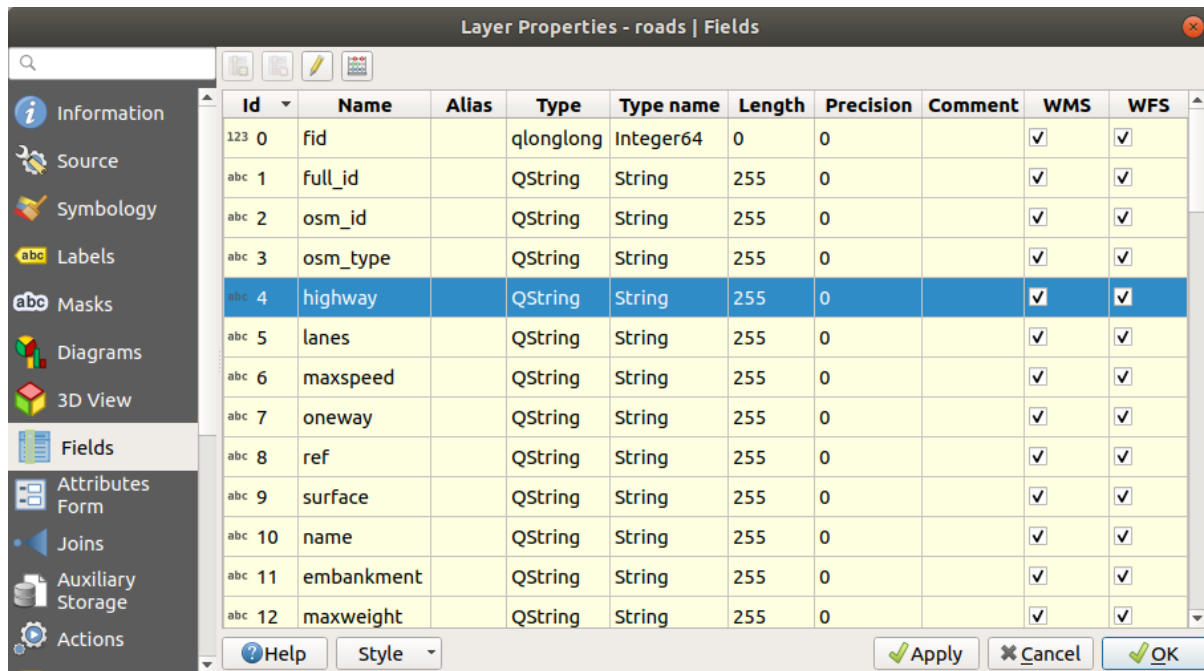 Layer Properties - roads | Fields
Information
Source
Symbology
abc Labels
abc Masks
Diagrams
3D View
Fields
Attributes
Form
Joins
Auxiliary
Storage
Actions
Id Name Alias Type Type name Length Precision Comment WMS WFS
123 0 fid qlonglong Integer64 0 0
abc 1 full_id QString String 255 0
abc 2 osm_id QString String 255 0
abc 3 osm_type QString String 255 0
abc 4 highway QString String 255 0
abc 5 lanes QString String 255 0
abc 6 maxspeed QString String 255 0
abc 7 oneway QString String 255 0
abc 8 ref QString String 255 0
abc 9 surface QString String 255 0
abc 10 name QString String 255 0
abc 11 embankment QString String 255 0
abc 12 maxweight QString String 255 0
Help Style Apply Cancel OK